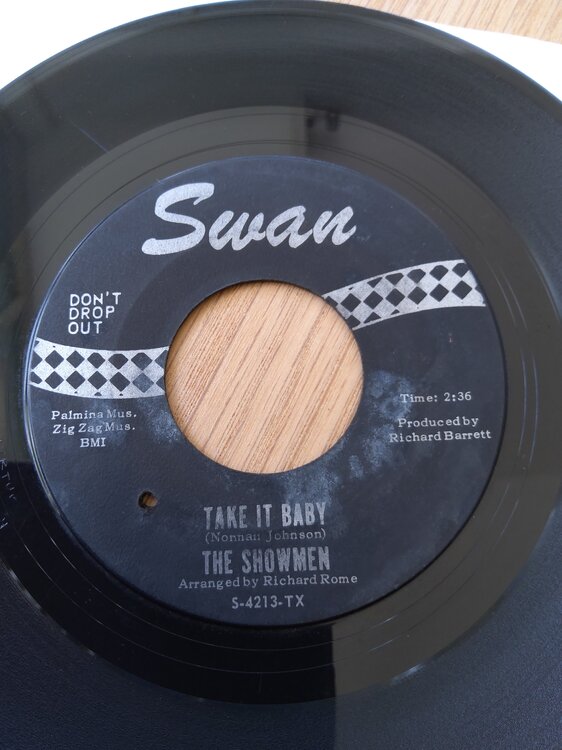 Swan
DON'T
DROP
OUT
Palmina Mus.
Zig Zag Mus.
BMI
Time: 2:36
Produced by
Richard Barrett
TAKE IT BABY
(Nonnan Johnson)
THE SHOWMEN
Arranged by Richard Rome
S-4213-TX